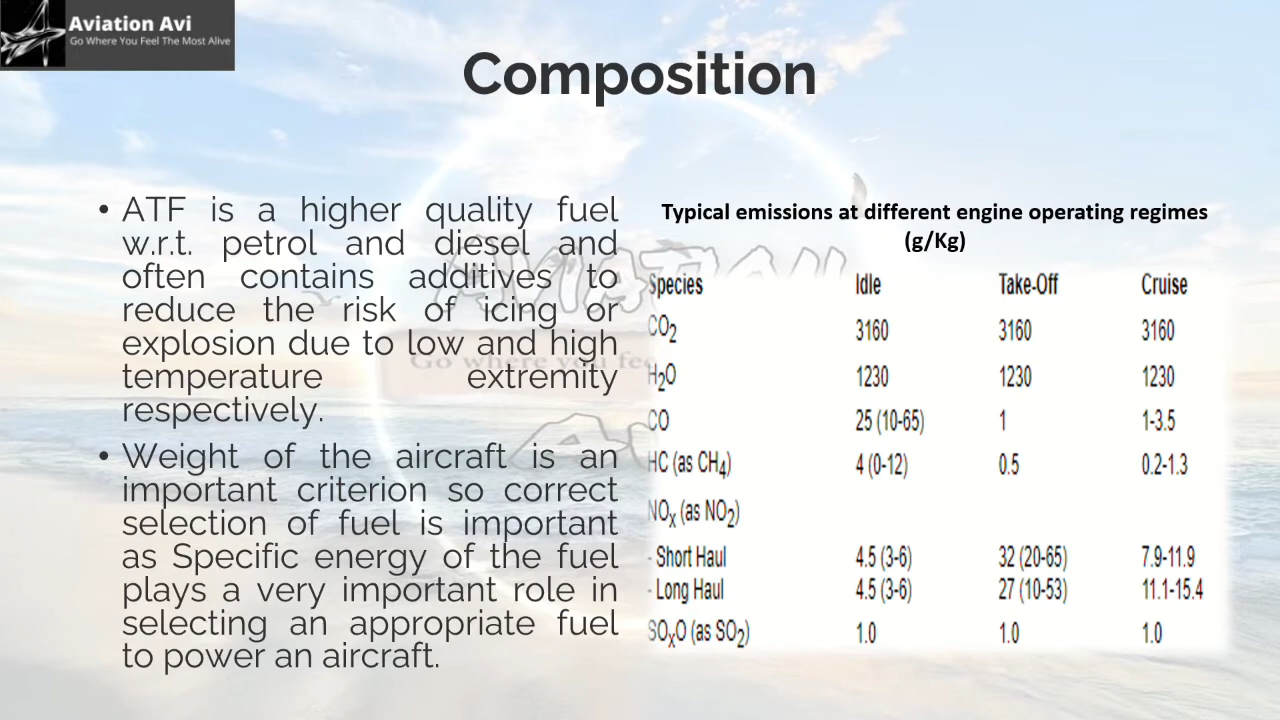 Aviation Avi
Go Where You Feel The Most Alive
Composition
• ATF is a higher quality fuel
w.r.t. petrol and diesel and
often contains additives to
reduce the risk of icing or
explosion due to low and high
temperature extremity
respectively.
• Weight of the aircraft is an
important criterion so correct
selection of fuel is important
as Specific energy of the fuel
plays a very important role in
selecting an appropriate fuel
to power an aircraft.
Typical emissions at different engine operating regimes
(g/Kg)
Species Idle Take-Off Cruise
CO₂ 3160 3160 3160
H₂O 1230 1230 1230
CO 25 (10-65) 1 1-3.5
HC (as CH₄) 4 (0-12) 0.5 0.2-1.3
NOₓ (as NO₂)
- Short Haul 4.5 (3-6) 32 (20-65) 7.9-11.9
- Long Haul 4.5 (3-6) 27 (10-53) 11.1-15.4
SOₓO (as SO₂) 1.0 1.0 1.0
AVIATION
Go where you fee